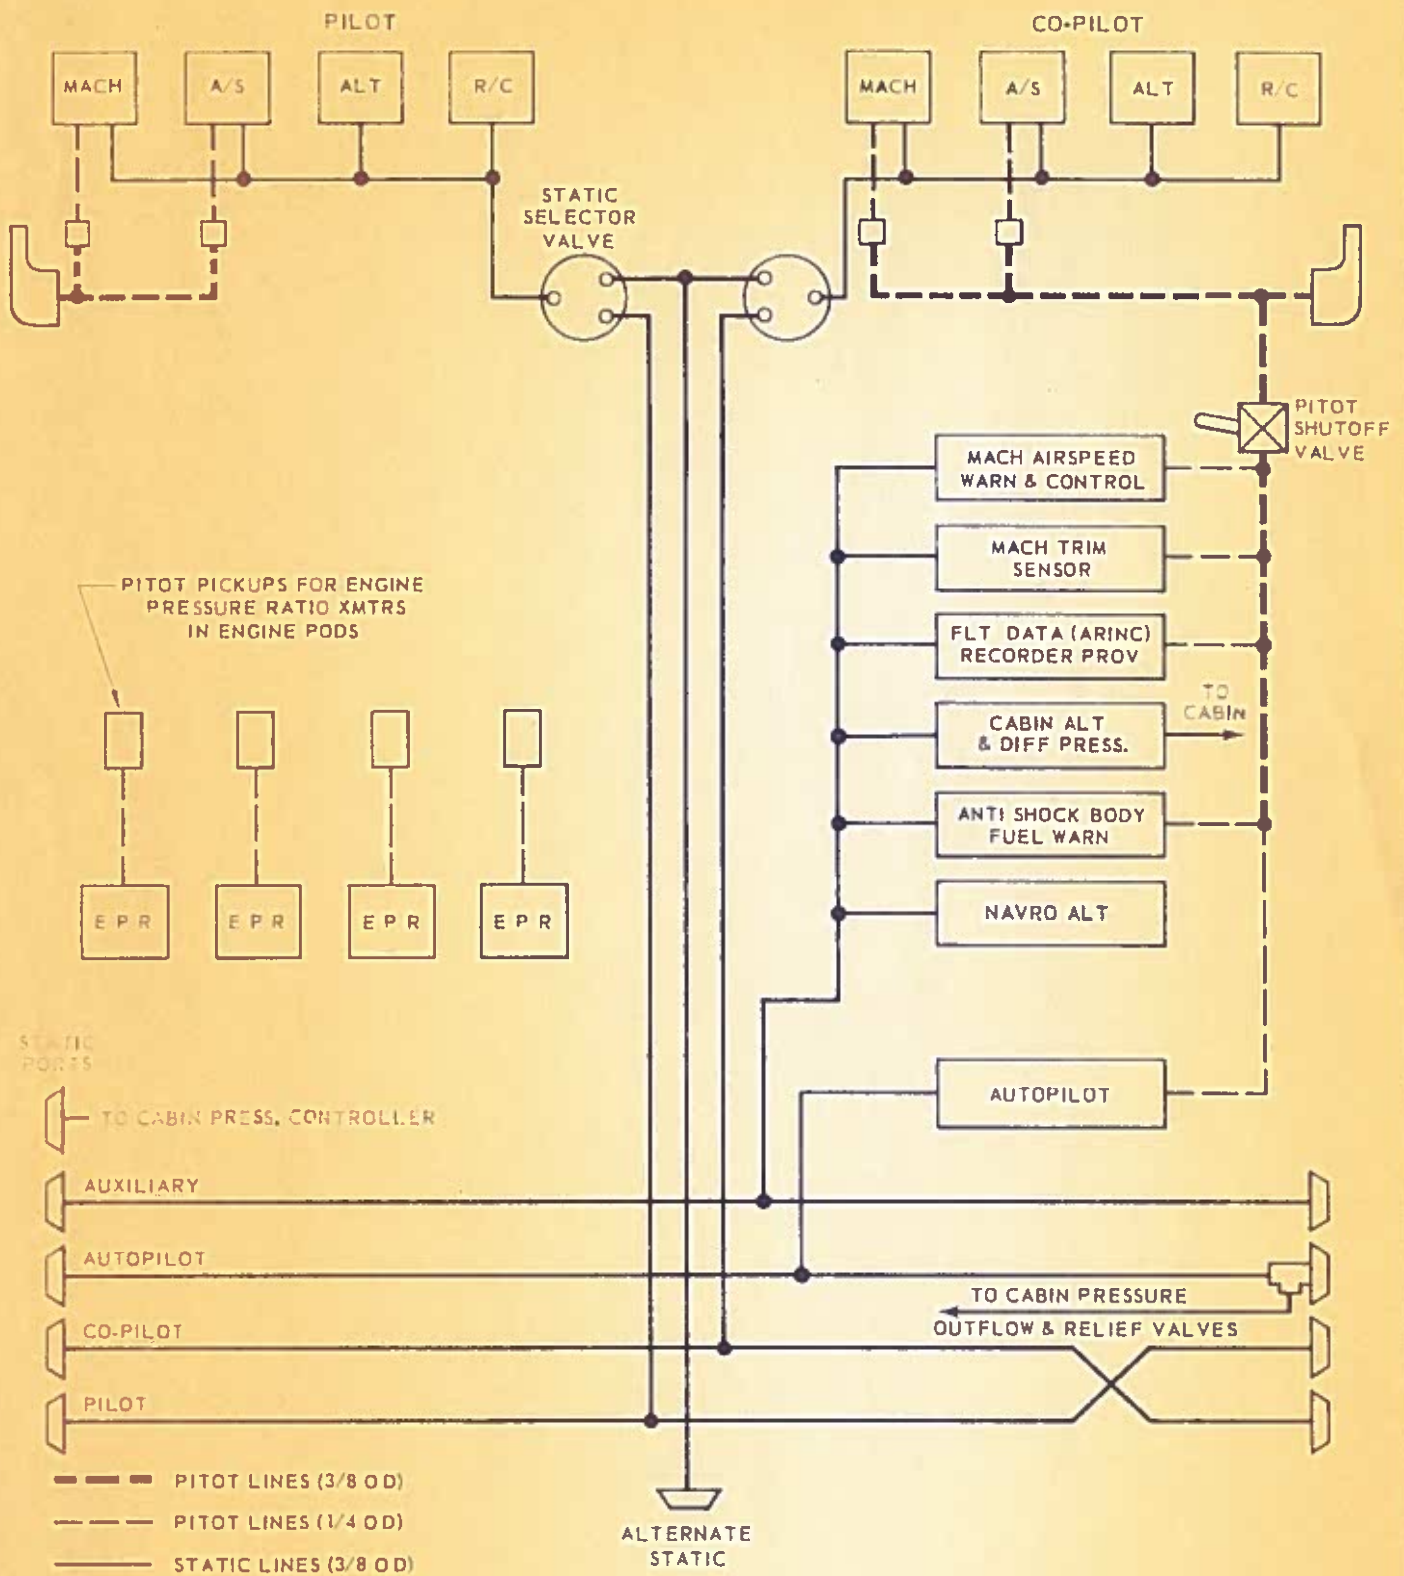 PILOT
CO-PILOT
MACH
A/S
ALT
R/C
MACH
A/S
ALT
R/C
STATIC
SELECTOR
VALVE
PITOT
SHUTOFF
VALVE
MACH AIRSPEED
WARN & CONTROL
MACH TRIM
SENSOR
FLT DATA (ARINC)
RECORDER PROV
TO
CABIN
CABIN ALT
& DIFF PRESS.
ANTI SHOCK BODY
FUEL WARN
NAVRO ALT
AUTOPILOT
PITOT PICKUPS FOR ENGINE
PRESSURE RATIO XMTRS
IN ENGINE PODS
E P R
E P R
E P R
E P R
STATIC
PORTS
TO CABIN PRESS. CONTROLLER
AUXILIARY
AUTOPILOT
TO CABIN PRESSURE
OUTFLOW & RELIEF VALVES
CO-PILOT
PILOT
PITOT LINES (3/8 O D)
PITOT LINES (1/4 O D)
STATIC LINES (3/8 O D)
ALTERNATE
STATIC